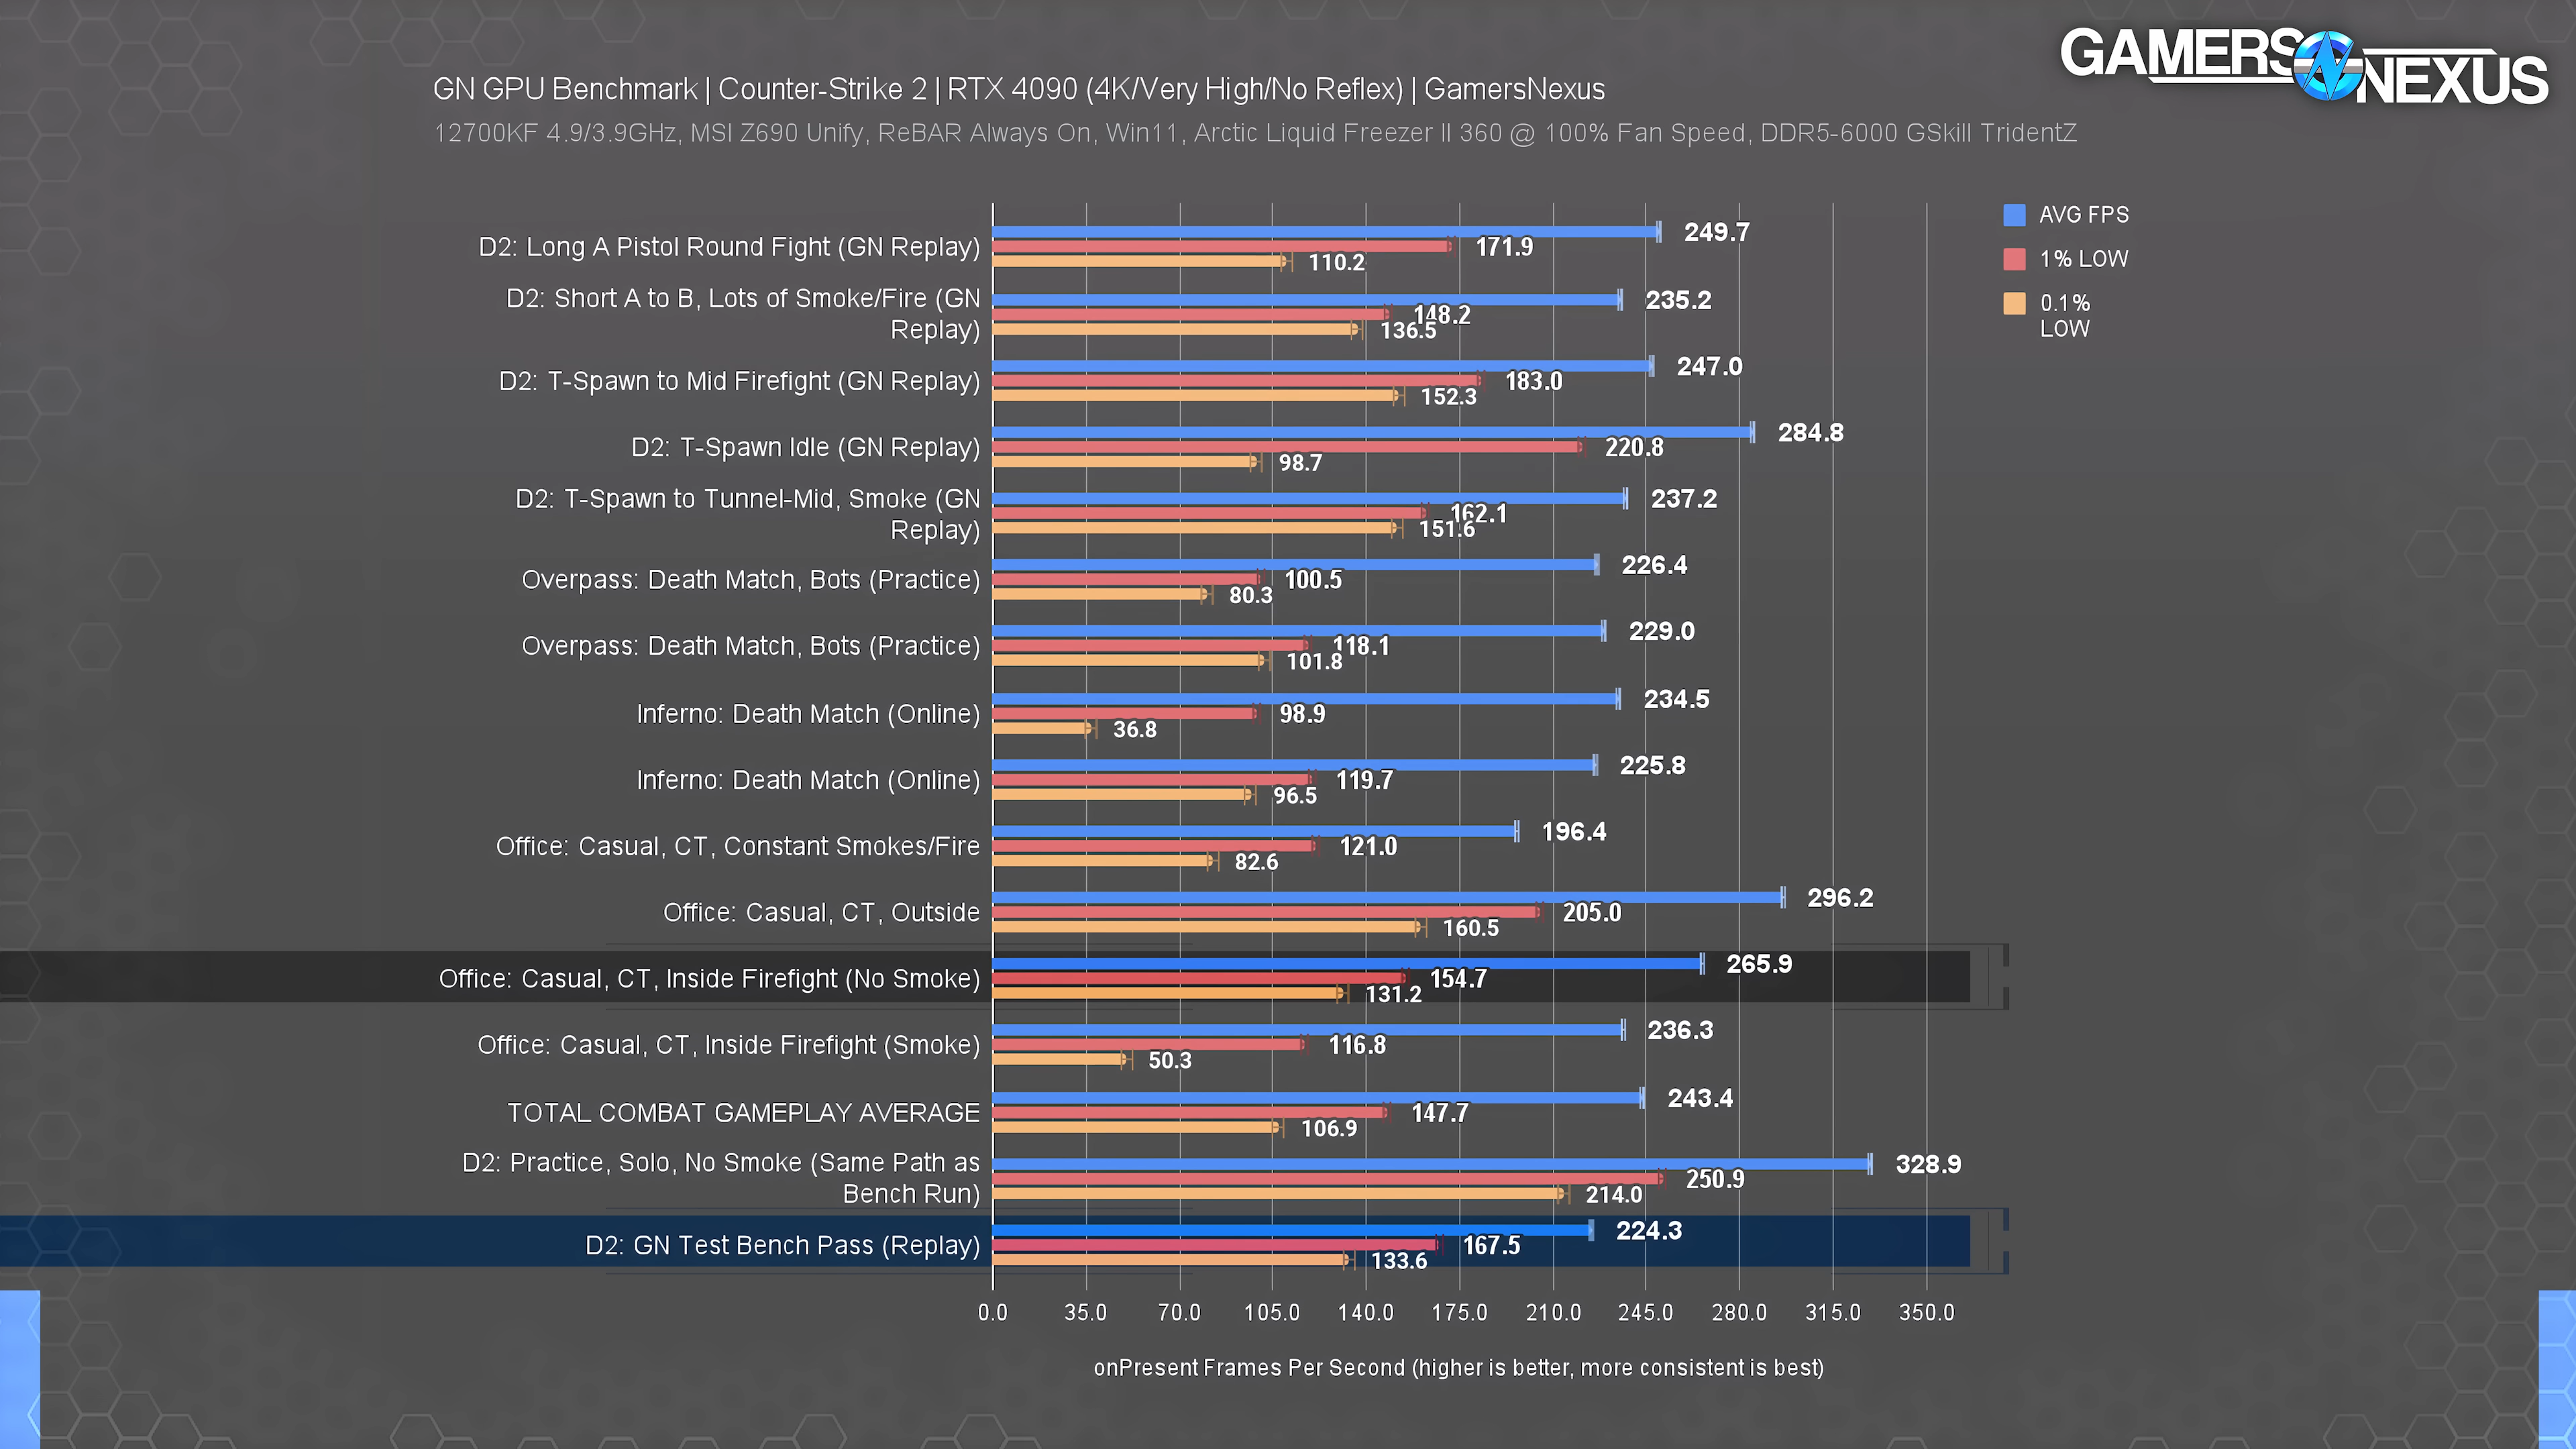 GAMERS NEXUS
GN GPU Benchmark | Counter-Strike 2 | RTX 4090 (4K/Very High/No Reflex) | GamersNexus
12700KF 4.9/3.9GHz, MSI Z690 Unify, ReBAR Always On, Win11, Arctic Liquid Freezer II 360 @ 100% Fan Speed, DDR5-6000 GSkill TridentZ
AVG FPS
1% LOW
0.1%
LOW
D2: Long A Pistol Round Fight (GN Replay)
249.7
171.9
110.2
D2: Short A to B, Lots of Smoke/Fire (GN
Replay)
235.2
148.2
136.5
D2: T-Spawn to Mid Firefight (GN Replay)
247.0
183.0
152.3
D2: T-Spawn Idle (GN Replay)
284.8
220.8
98.7
D2: T-Spawn to Tunnel-Mid, Smoke (GN
Replay)
237.2
162.1
151.6
Overpass: Death Match, Bots (Practice)
226.4
100.5
80.3
Overpass: Death Match, Bots (Practice)
229.0
118.1
101.8
Inferno: Death Match (Online)
234.5
98.9
36.8
Inferno: Death Match (Online)
225.8
119.7
96.5
Office: Casual, CT, Constant Smokes/Fire
196.4
121.0
82.6
Office: Casual, CT, Outside
296.2
205.0
160.5
Office: Casual, CT, Inside Firefight (No Smoke)
265.9
154.7
131.2
Office: Casual, CT, Inside Firefight (Smoke)
236.3
116.8
50.3
TOTAL COMBAT GAMEPLAY AVERAGE
243.4
147.7
106.9
D2: Practice, Solo, No Smoke (Same Path as
Bench Run)
328.9
250.9
214.0
D2: GN Test Bench Pass (Replay)
224.3
167.5
133.6
0.0 35.0 70.0 105.0 140.0 175.0 210.0 245.0 280.0 315.0 350.0
onPresent Frames Per Second (higher is better, more consistent is best)